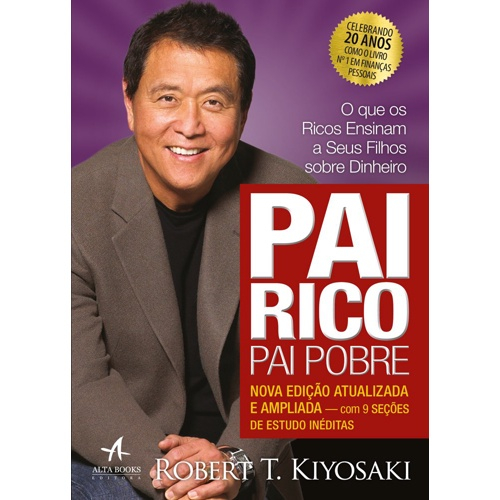 CELEBRANDO
20 ANOS
COMO O LIVRO
Nº 1 EM FINANÇAS
PESSOAIS
O que os
Ricos Ensinam
a Seus Filhos
sobre Dinheiro
PAI
RICO
PAI POBRE
NOVA EDIÇÃO ATUALIZADA
E AMPLIADA — com 9 SEÇÕES
DE ESTUDO INÉDITAS
ALTA BOOKS
EDITORA
ROBERT T. KIYOSAKI